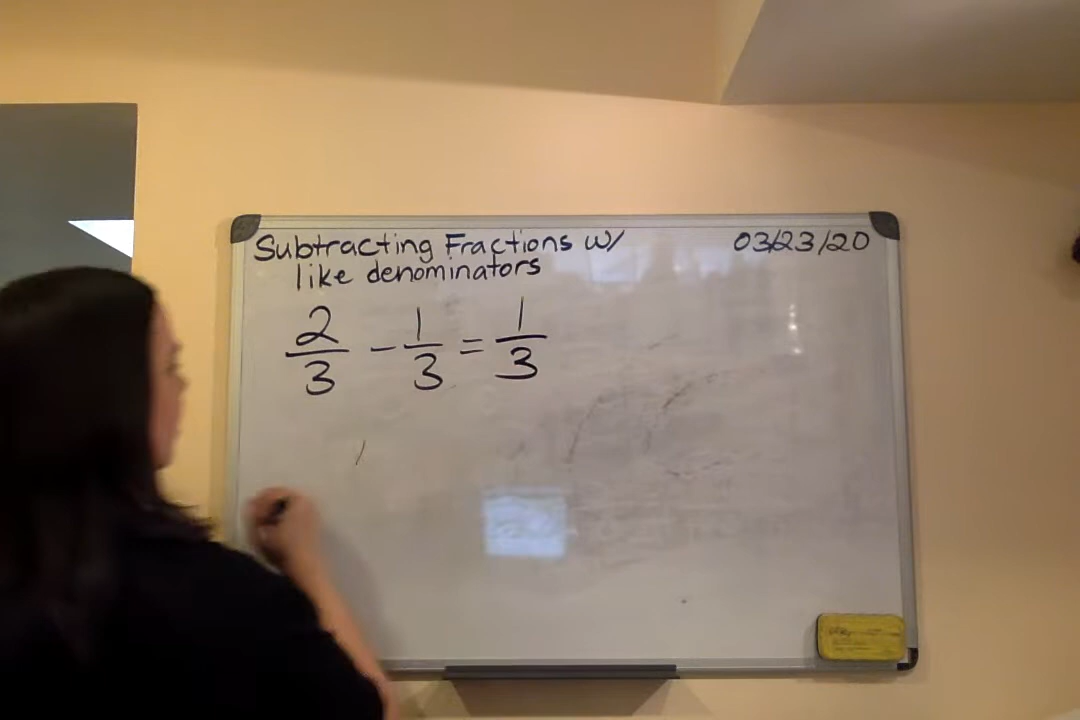 Subtracting Fractions w/ 03/23/20
like denominators
2/3 - 1/3 = 1/3